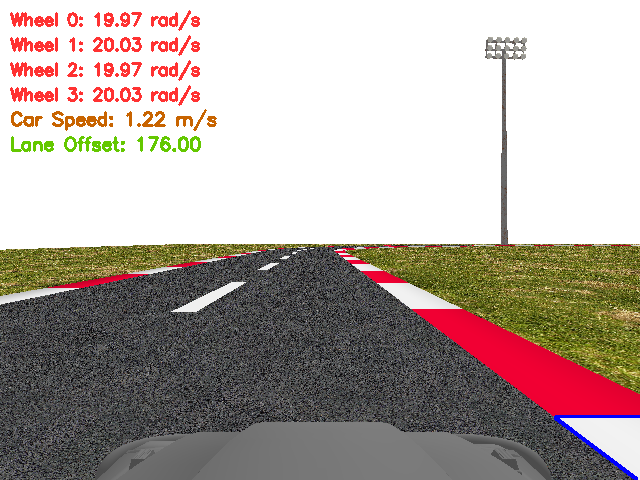 Wheel 0: 19.97 rad/s
Wheel 1: 20.03 rad/s
Wheel 2: 19.97 rad/s
Wheel 3: 20.03 rad/s
Car Speed: 1.22 m/s
Lane Offset: 176.00